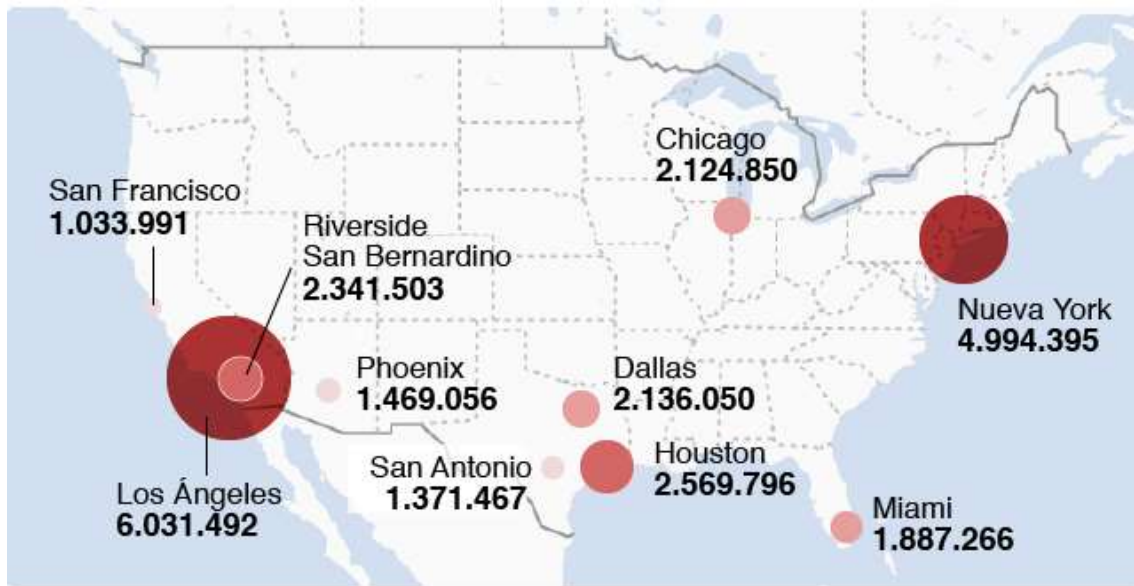 Chicago
2.124.850
San Francisco
1.033.991
Riverside
San Bernardino
2.341.503
Nueva York
4.994.395
Phoenix
1.469.056
Dallas
2.136.050
San Antonio
1.371.467
Houston
2.569.796
Los Ángeles
6.031.492
Miami
1.887.266